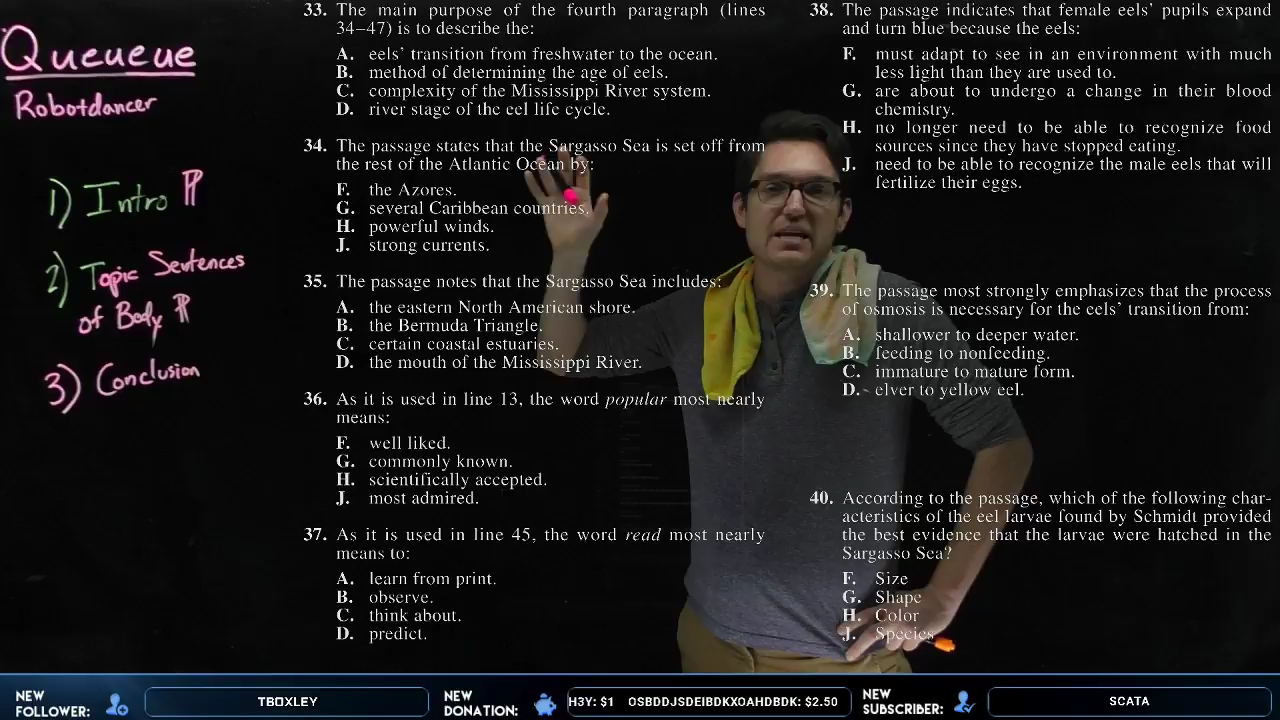 Queueue
Robotdancer
1) Intro ¶
2) Topic Sentences
of Body ¶
3) Conclusion
33. The main purpose of the fourth paragraph (lines
34–47) is to describe the:
A. eels' transition from freshwater to the ocean.
B. method of determining the age of eels.
C. complexity of the Mississippi River system.
D. river stage of the eel life cycle.
34. The passage states that the Sargasso Sea is set off from
the rest of the Atlantic Ocean by:
F. the Azores.
G. several Caribbean countries.
H. powerful winds.
J. strong currents.
35. The passage notes that the Sargasso Sea includes:
A. the eastern North American shore.
B. the Bermuda Triangle.
C. certain coastal estuaries.
D. the mouth of the Mississippi River.
36. As it is used in line 13, the word popular most nearly
means:
F. well liked.
G. commonly known.
H. scientifically accepted.
J. most admired.
37. As it is used in line 45, the word read most nearly
means to:
A. learn from print.
B. observe.
C. think about.
D. predict.
38. The passage indicates that female eels' pupils expand
and turn blue because the eels:
F. must adapt to see in an environment with much
less light than they are used to.
G. are about to undergo a change in their blood
chemistry.
H. no longer need to be able to recognize food
sources since they have stopped eating.
J. need to be able to recognize the male eels that will
fertilize their eggs.
39. The passage most strongly emphasizes that the process
of osmosis is necessary for the eels' transition from:
A. shallower to deeper water.
B. feeding to nonfeeding.
C. immature to mature form.
D. elver to yellow eel.
40. According to the passage, which of the following char-
acteristics of the eel larvae found by Schmidt provided
the best evidence that the larvae were hatched in the
Sargasso Sea?
F. Size
G. Shape
H. Color
J. Species
NEW
FOLLOWER:
TBOXLEY
NEW
DONATION:
H3Y: $1 OSBDDJSDEIBDKXOAHDBDK: $2.50
NEW
SUBSCRIBER:
SCATA